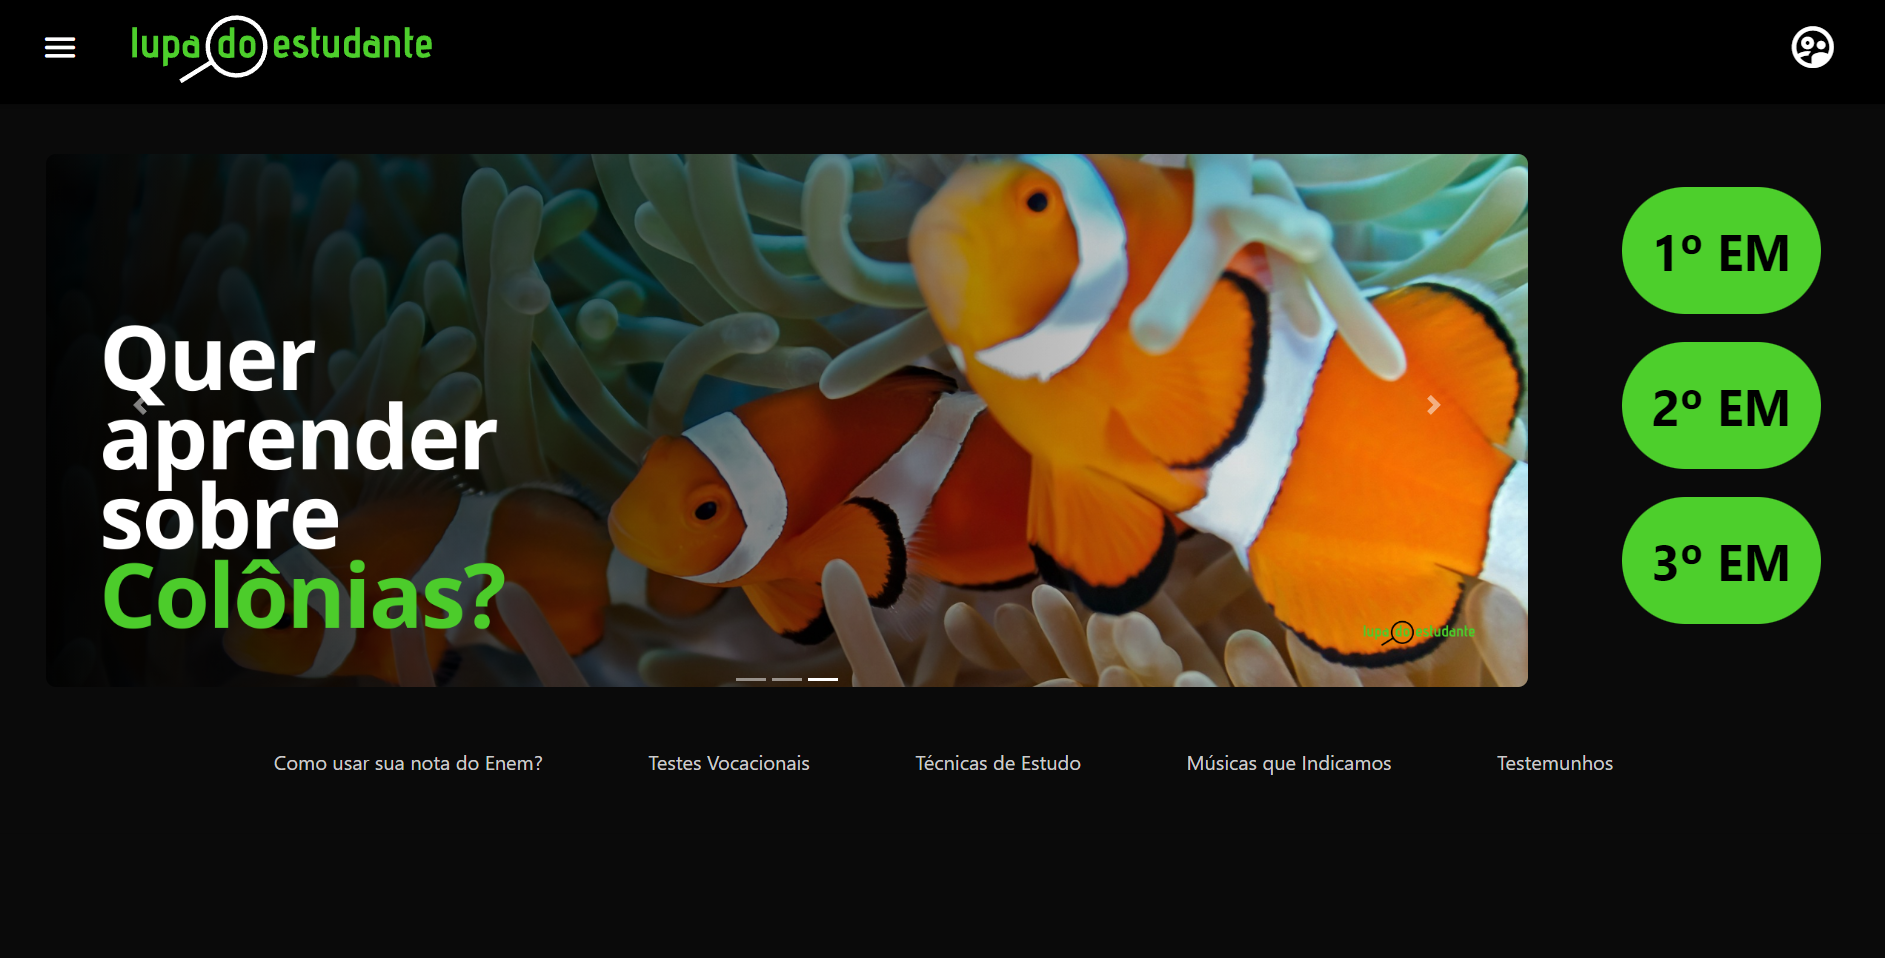 lupa do estudante
Quer
aprender
sobre
Colônias?
lupa do estudante
1º EM
2º EM
3º EM
Como usar sua nota do Enem?
Testes Vocacionais
Técnicas de Estudo
Músicas que Indicamos
Testemunhos